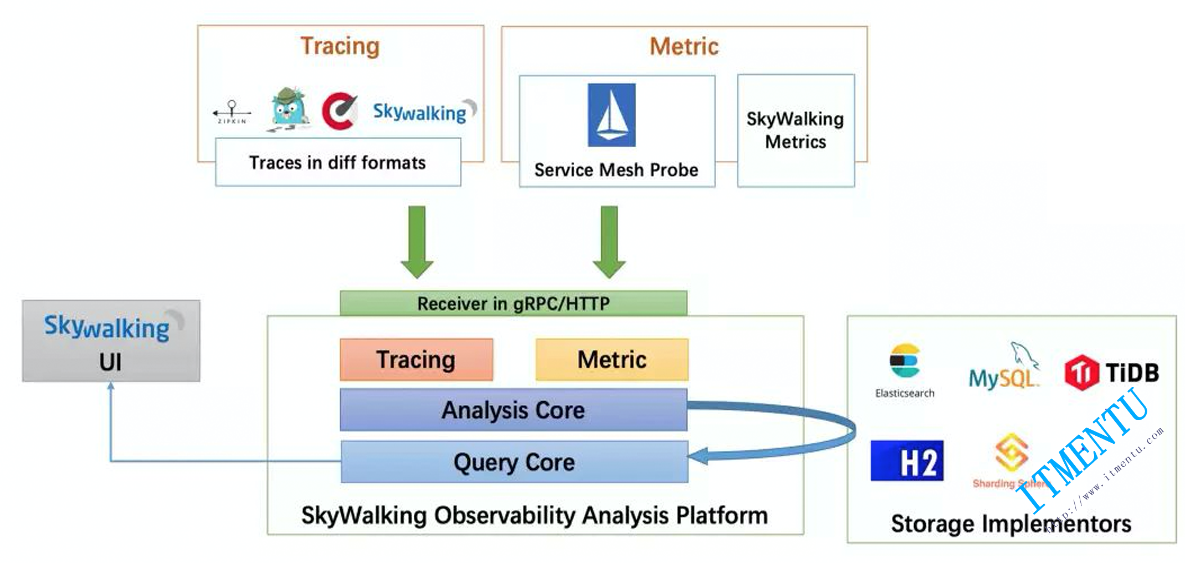 Tracing
ZIPKIN
Skywalking
Traces in diff formats
Metric
Service Mesh Probe
SkyWalking
Metrics
Receiver in gRPC/HTTP
Skywalking
UI
Tracing
Metric
Analysis Core
Query Core
SkyWalking Observability Analysis Platform
Elasticsearch
MySQL
TiDB
H2
Sharding Sphere
Storage Implementors
ITMENTU
http://www.itmentu.com